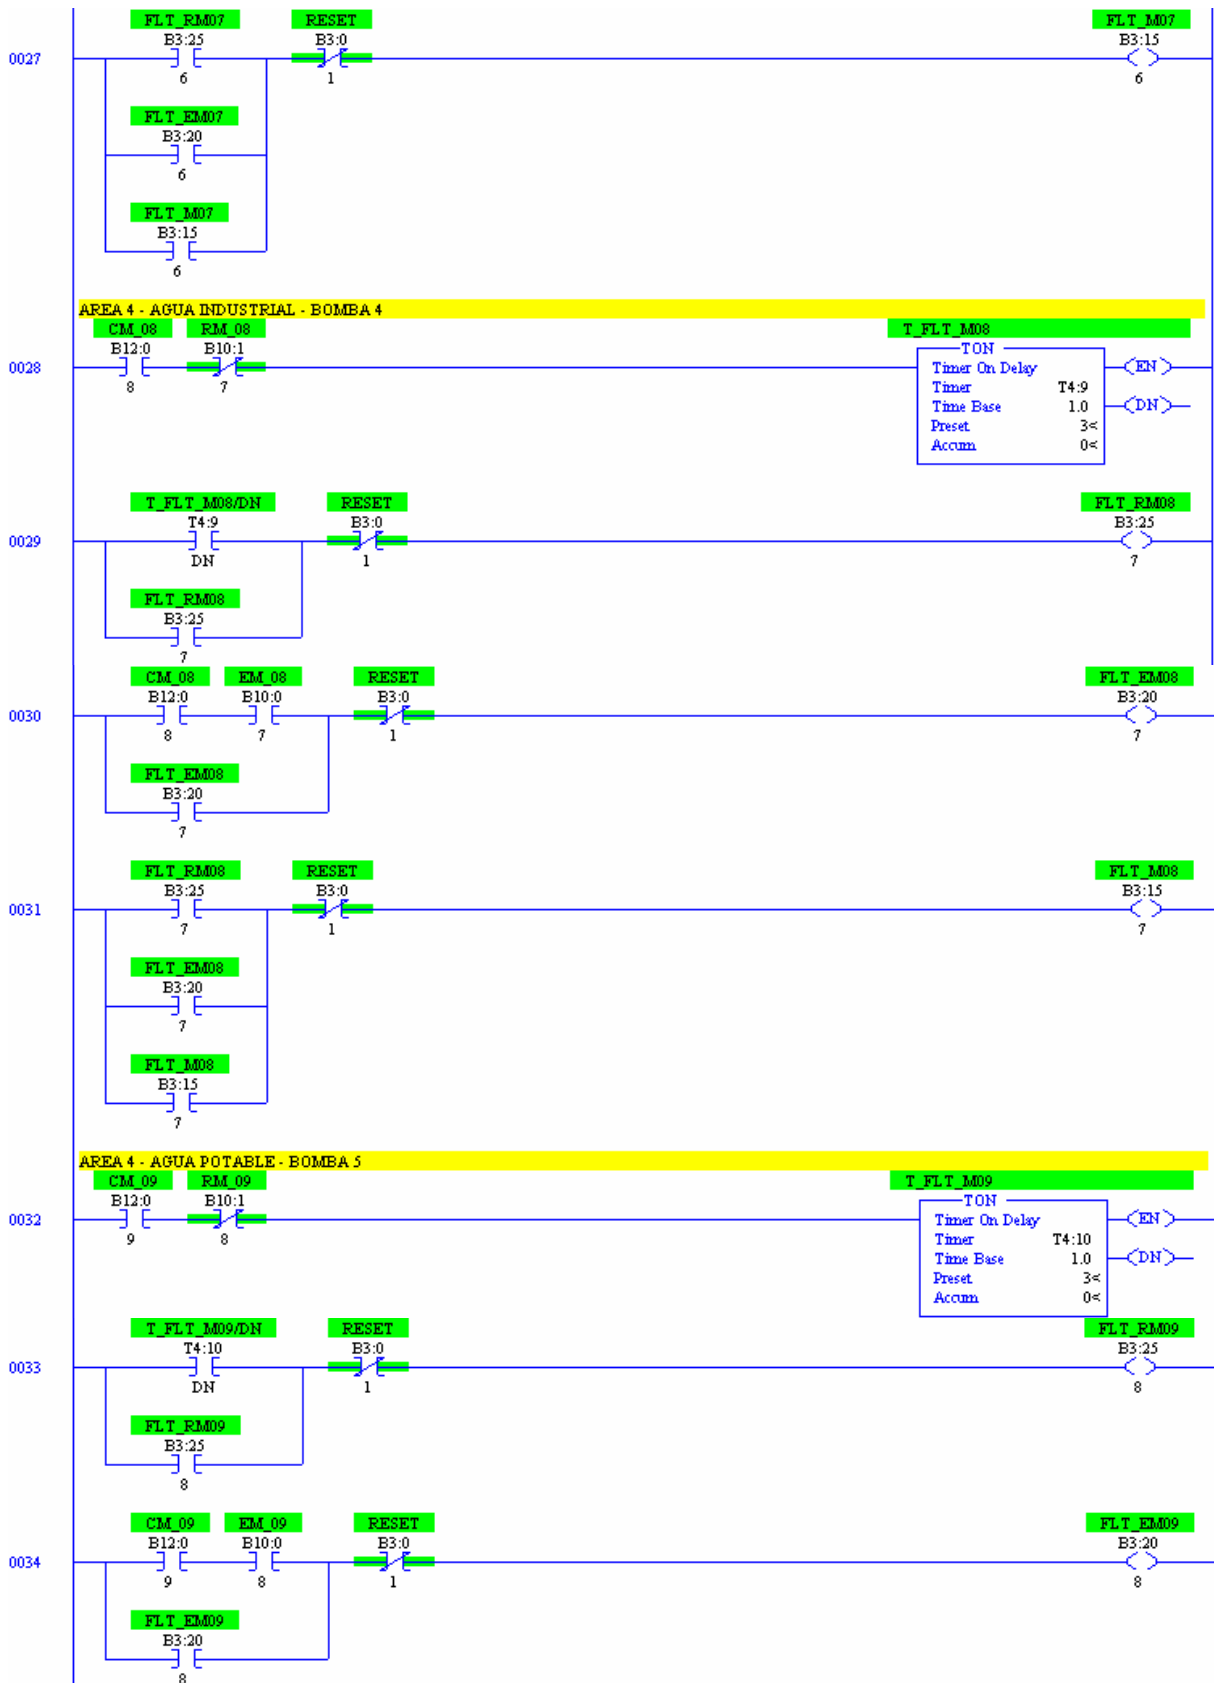 FLT_RM07 RESET FLT_M07
B3:25 B3:0 B3:15
0027
6 1 6
FLT_EM07
B3:20
6
FLT_M07
B3:15
6
AREA 4 - AGUA INDUSTRIAL - BOMBA 4
CM_08 RM_08 T_FLT_M08
B12:0 B10:1 TON
0028 Timer On Delay EN
8 7 Timer T4:9
Time Base 1.0 DN
Preset 3<
Accum 0<
T_FLT_M08/DN RESET FLT_RM08
T4:9 B3:0 B3:25
0029
DN 1 7
FLT_RM08
B3:25
7
CM_08 EM_08 RESET FLT_EM08
B12:0 B10:0 B3:0 B3:20
0030
8 7 1 7
FLT_EM08
B3:20
7
FLT_RM08 RESET FLT_M08
B3:25 B3:0 B3:15
0031
7 1 7
FLT_EM08
B3:20
7
FLT_M08
B3:15
7
AREA 4 - AGUA POTABLE - BOMBA 5
CM_09 RM_09 T_FLT_M09
B12:0 B10:1 TON
0032 Timer On Delay EN
9 8 Timer T4:10
Time Base 1.0 DN
Preset 3<
Accum 0<
T_FLT_M09/DN RESET FLT_RM09
T4:10 B3:0 B3:25
0033
DN 1 8
FLT_RM09
B3:25
8
CM_09 EM_09 RESET FLT_EM09
B12:0 B10:0 B3:0 B3:20
0034
9 8 1 8
FLT_EM09
B3:20
8